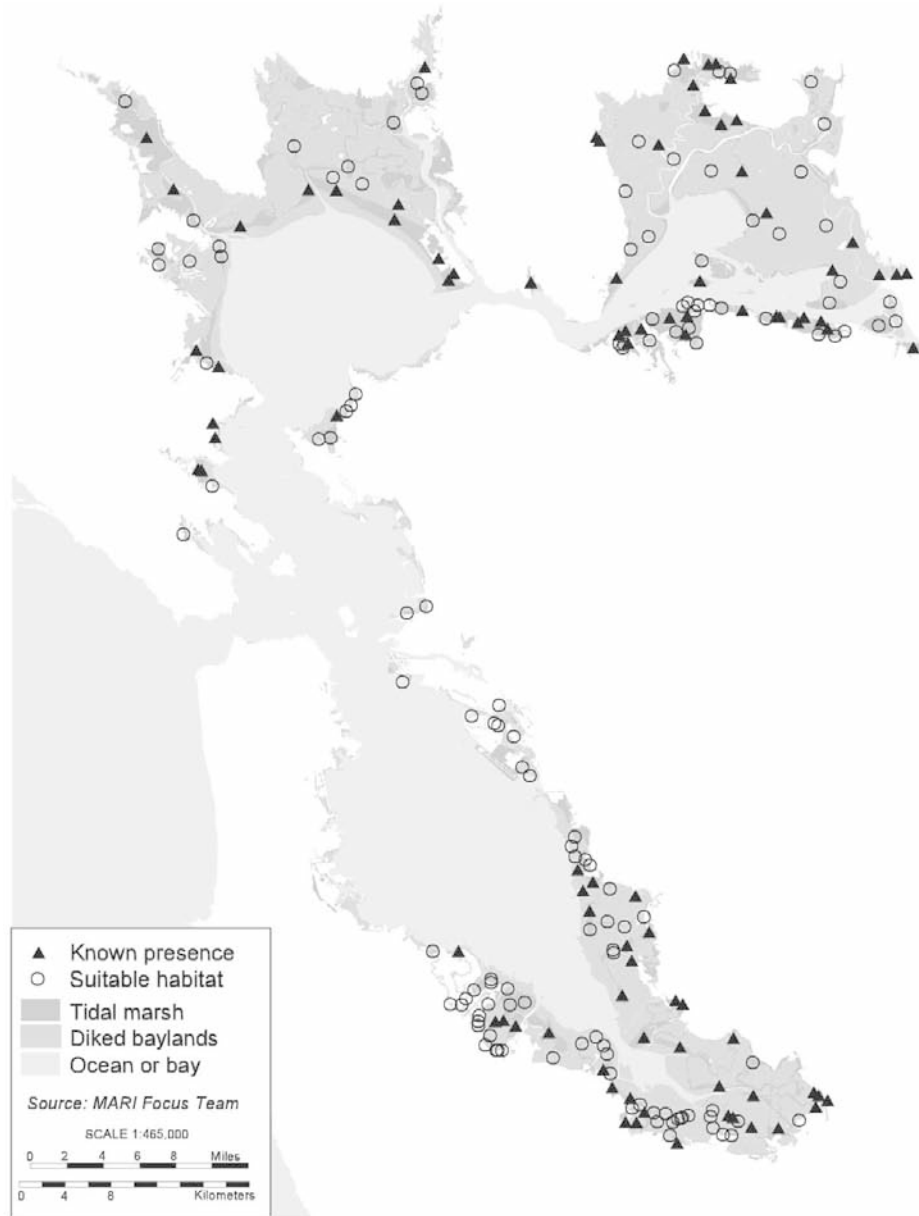 Known presence
Suitable habitat
Tidal marsh
Diked baylands
Ocean or bay
Source: MARI Focus Team
SCALE 1:465,000
0 2 4 6 8 Miles
0 4 8 Kilometers